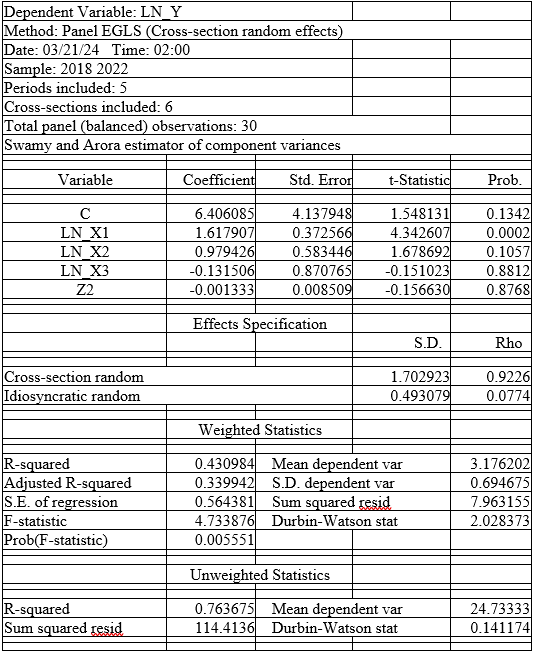 Dependent Variable: LN_Y
Method: Panel EGLS (Cross-section random effects)
Date: 03/21/24 Time: 02:00
Sample: 2018 2022
Periods included: 5
Cross-sections included: 6
Total panel (balanced) observations: 30
Swamy and Arora estimator of component variances
Variable Coefficient Std. Error t-Statistic Prob.
C 6.406085 4.137948 1.548131 0.1342
LN_X1 1.617907 0.372566 4.342607 0.0002
LN_X2 0.979426 0.583446 1.678692 0.1057
LN_X3 -0.131506 0.870765 -0.151023 0.8812
Z2 -0.001333 0.008509 -0.156630 0.8768
Effects Specification
S.D. Rho
Cross-section random 1.702923 0.9226
Idiosyncratic random 0.493079 0.0774
Weighted Statistics
R-squared 0.430984 Mean dependent var 3.176202
Adjusted R-squared 0.339942 S.D. dependent var 0.694675
S.E. of regression 0.564381 Sum squared resid 7.963155
F-statistic 4.733876 Durbin-Watson stat 2.028373
Prob(F-statistic) 0.005551
Unweighted Statistics
R-squared 0.763675 Mean dependent var 24.73333
Sum squared resid 114.4136 Durbin-Watson stat 0.141174